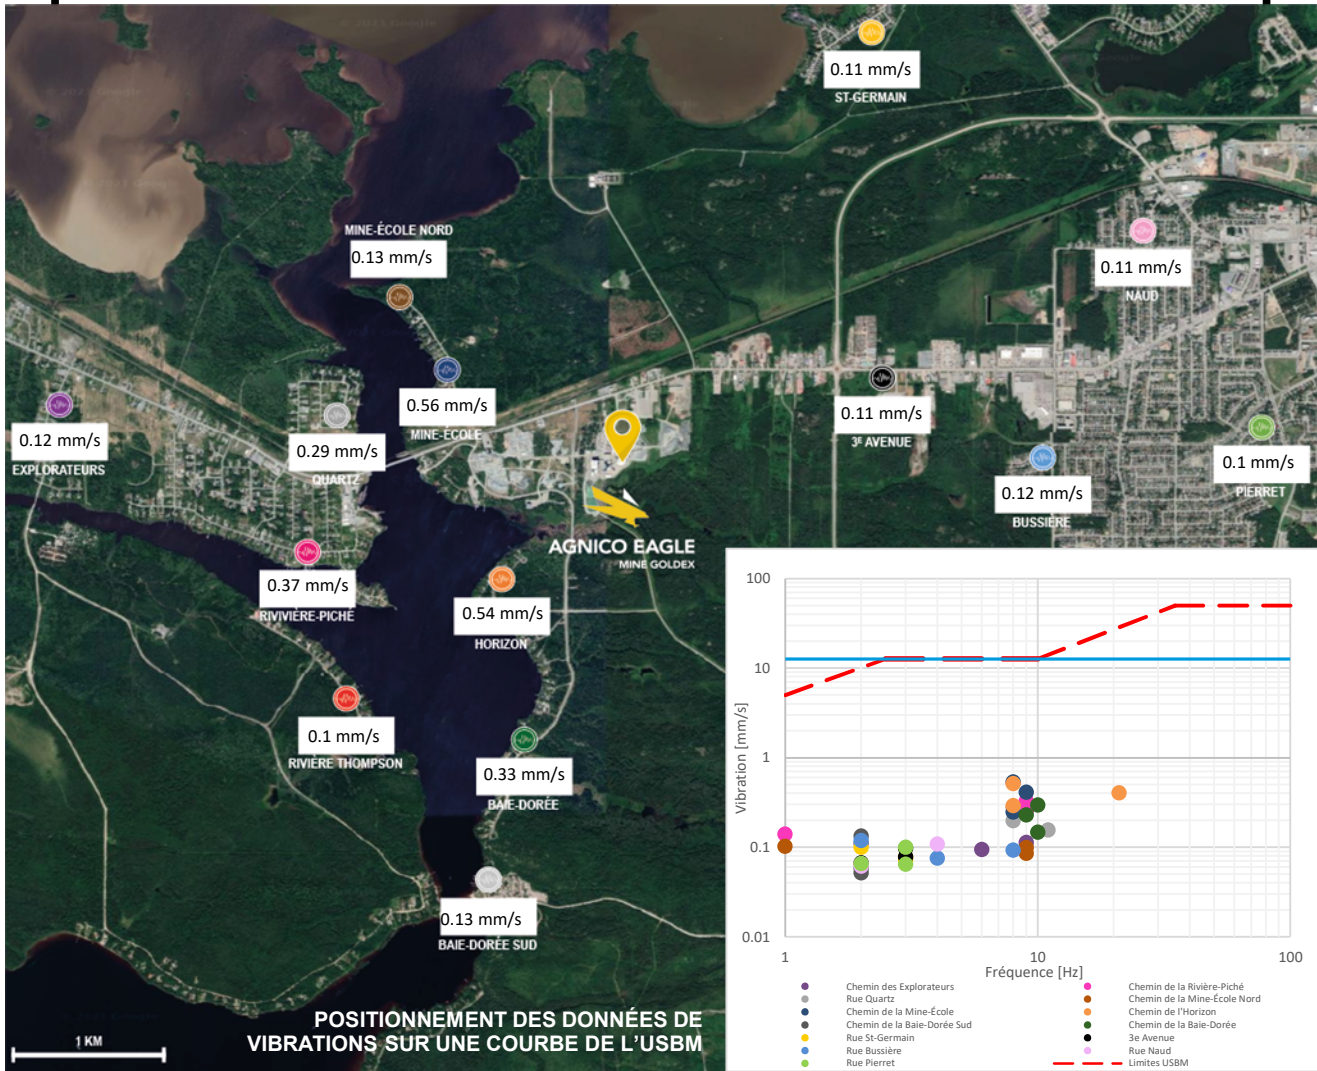 0.11 mm/s
ST-GERMAIN
MINE-ÉCOLE NORD
0.13 mm/s
0.11 mm/s
NAUD
0.56 mm/s
MINE-ÉCOLE
0.12 mm/s
EXPLORATEURS
0.29 mm/s
QUARTZ
0.11 mm/s
3E AVENUE
0.1 mm/s
PIERRET
0.12 mm/s
BUSSIÈRE
AGNICO EAGLE
MINE GOLDEX
0.37 mm/s
RIVIVIÈRE-PICHÉ
0.54 mm/s
HORIZON
0.1 mm/s
RIVIÈRE THOMPSON
0.33 mm/s
BAIE-DORÉE
0.13 mm/s
BAIE-DORÉE SUD
POSITIONNEMENT DES DONNÉES DE
VIBRATIONS SUR UNE COURBE DE L'USBM
1 KM
100
10
1
0.1
0.01
Vibration [mm/s]
1
10
100
Fréquence [Hz]
Chemin des Explorateurs
Chemin de la Rivière-Piché
Rue Quartz
Chemin de la Mine-École Nord
Chemin de la Mine-École
Chemin de l'Horizon
Chemin de la Baie-Dorée Sud
Chemin de la Baie-Dorée
Rue St-Germain
3e Avenue
Rue Bussière
Rue Naud
Rue Pierret
Limites USBM